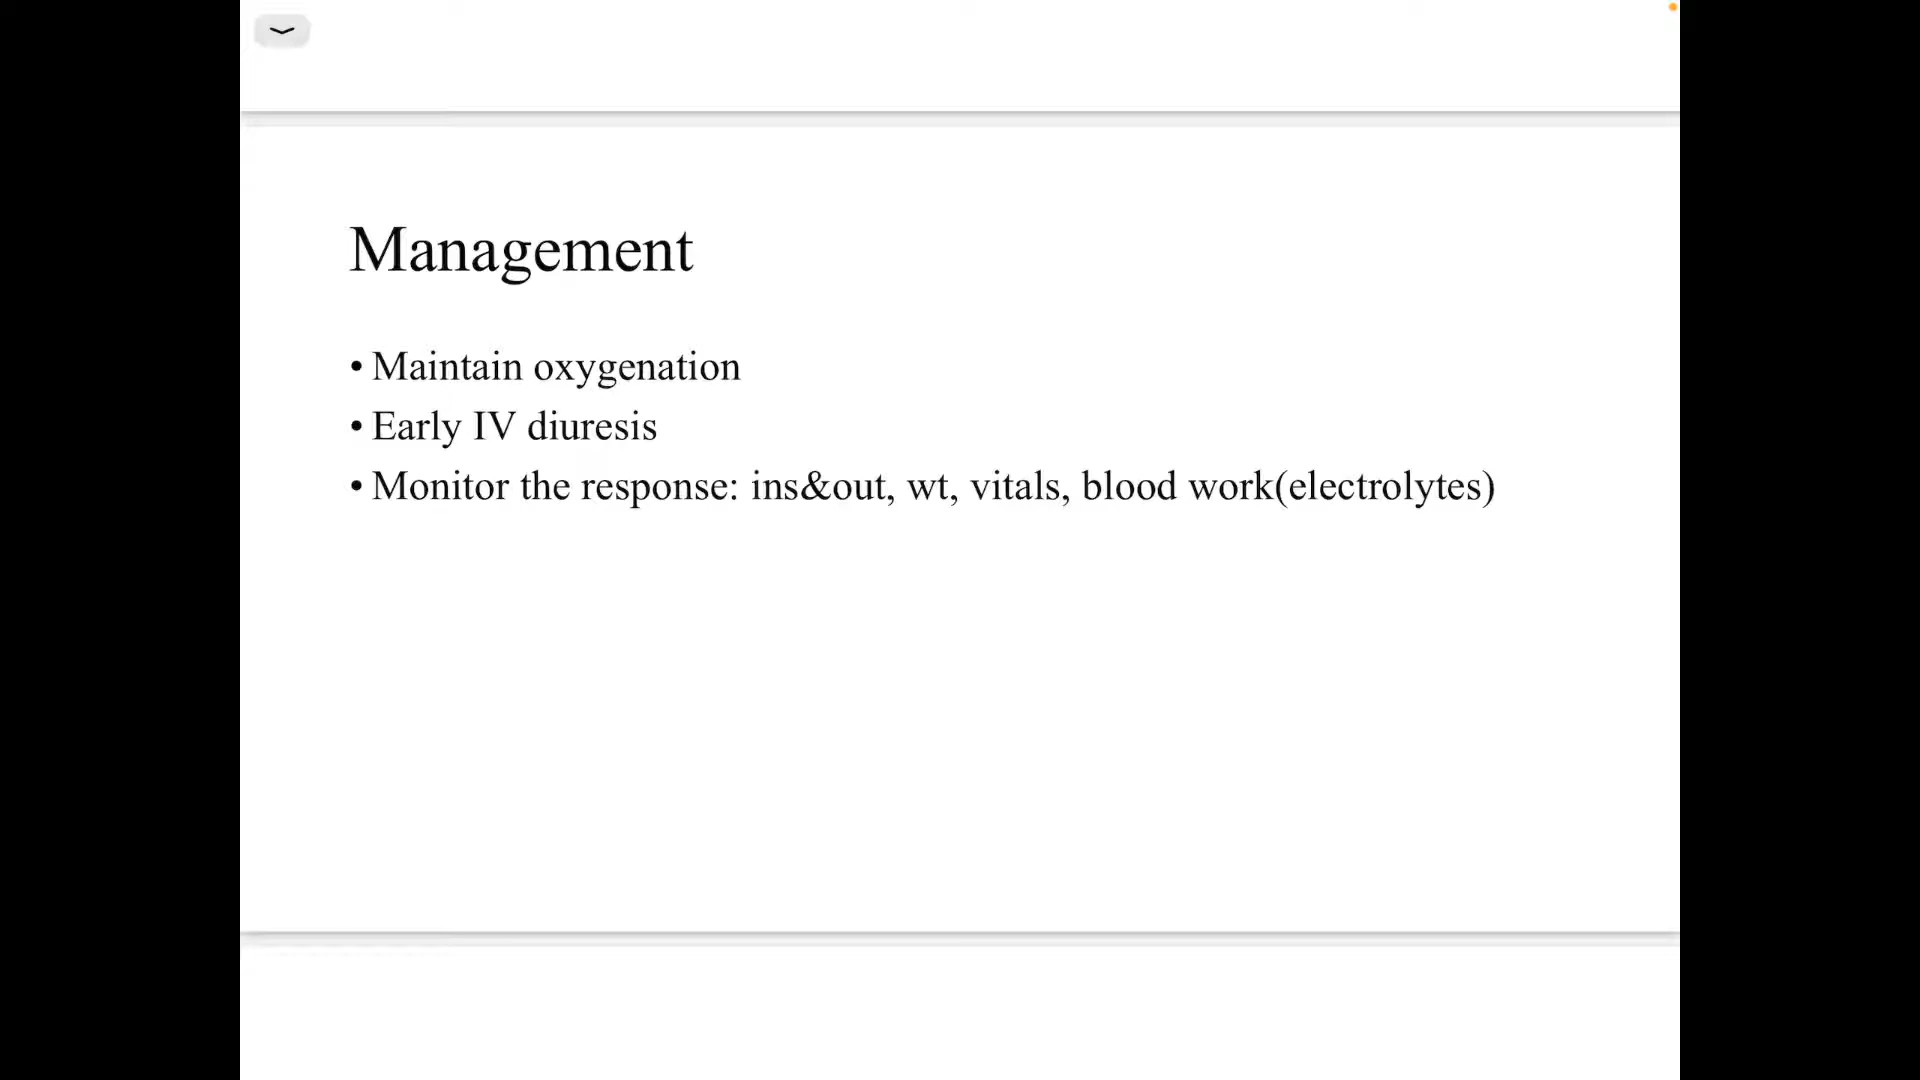 Management
• Maintain oxygenation
• Early IV diuresis
• Monitor the response: ins&out, wt, vitals, blood work(electrolytes)